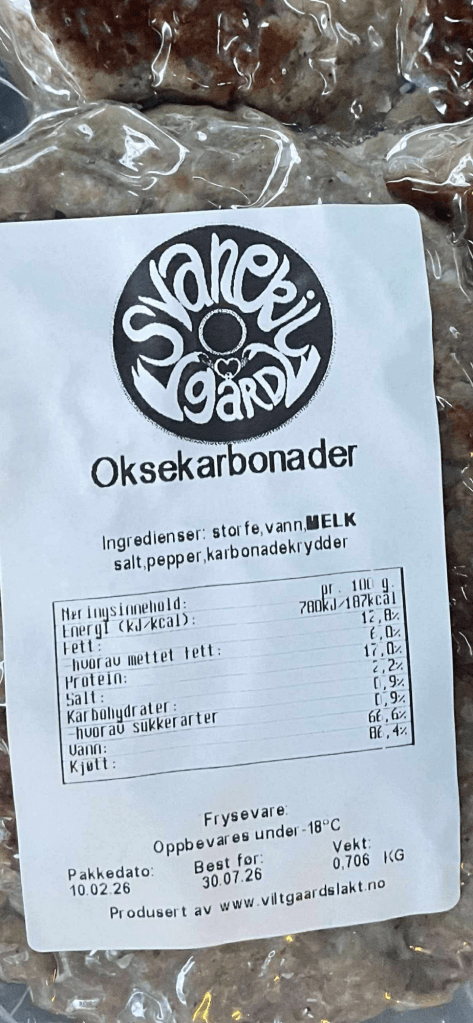 Svanekil
gård
Oksekarbonader
Ingredienser: storfe,vann,MELK
salt,pepper,karbonadekrydder
Næringsinnehold: pr. 100 g.
Energi (kJ/kcal): 780kJ/187kcal
Fett: 12,8%
-hvorav mettet fett: 6,0%
Protein: 17,0%
Salt: 2,2%
Karbohydrater: 0,9%
-hvorav sukkerarter 0,9%
Vann: 66,6%
Kjøtt: 86,4%
Frysevare:
Oppbevares under -18°C
Pakkedato: Best før: Vekt:
10.02.26 30.07.26 0,706 KG
Produsert av www.viltgaardslakt.no